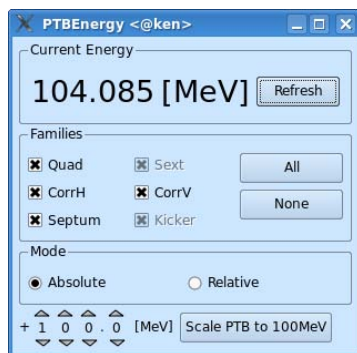 PTBEnergy <@ken>
Current Energy
104.085 [MeV] Refresh
Families
Quad Sext All
CorrH CorrV None
Septum Kicker
Mode
Absolute Relative
+ 1 0 0 . 0 [MeV] Scale PTB to 100MeV